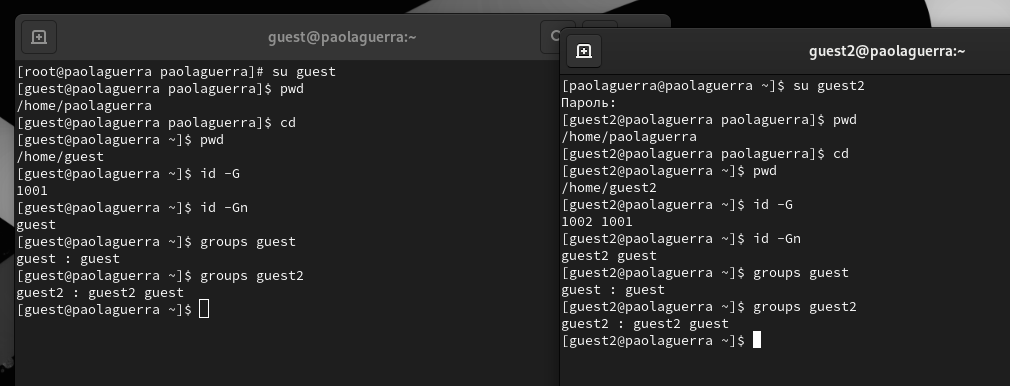 guest@paolaguerra:~
[root@paolaguerra paolaguerra]# su guest
[guest@paolaguerra paolaguerra]$ pwd
/home/paolaguerra
[guest@paolaguerra paolaguerra]$ cd
[guest@paolaguerra ~]$ pwd
/home/guest
[guest@paolaguerra ~]$ id -G
1001
[guest@paolaguerra ~]$ id -Gn
guest
[guest@paolaguerra ~]$ groups guest
guest : guest
[guest@paolaguerra ~]$ groups guest2
guest2 : guest2 guest
[guest@paolaguerra ~]$
guest2@paolaguerra:~
[paolaguerra@paolaguerra ~]$ su guest2
Пароль:
[guest2@paolaguerra paolaguerra]$ pwd
/home/paolaguerra
[guest2@paolaguerra paolaguerra]$ cd
[guest2@paolaguerra ~]$ pwd
/home/guest2
[guest2@paolaguerra ~]$ id -G
1002 1001
[guest2@paolaguerra ~]$ id -Gn
guest2 guest
[guest2@paolaguerra ~]$ groups guest
guest : guest
[guest2@paolaguerra ~]$ groups guest2
guest2 : guest2 guest
[guest2@paolaguerra ~]$